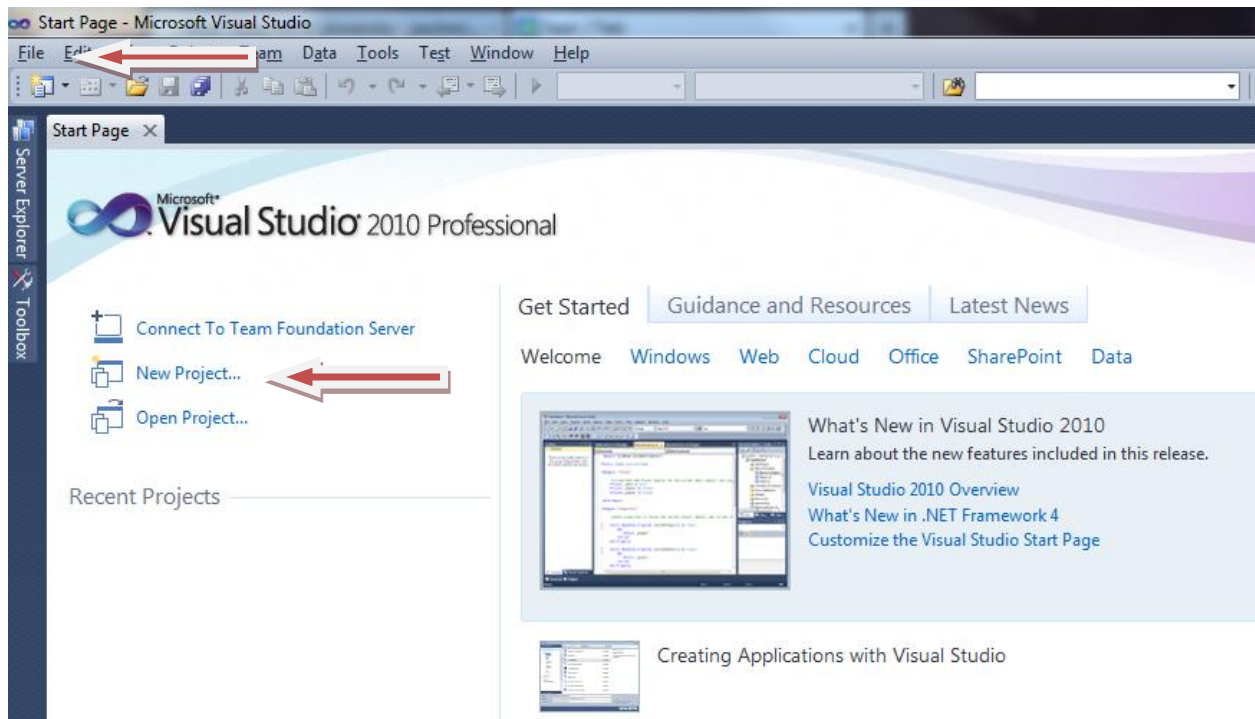 Start Page - Microsoft Visual Studio
File Edit Team Data Tools Test Window Help
Start Page
Server Explorer
Toolbox
Microsoft
Visual Studio 2010 Professional
Connect To Team Foundation Server
New Project...
Open Project...
Recent Projects
Get Started Guidance and Resources Latest News
Welcome Windows Web Cloud Office SharePoint Data
What's New in Visual Studio 2010
Learn about the new features included in this release.
Visual Studio 2010 Overview
What's New in .NET Framework 4
Customize the Visual Studio Start Page
Creating Applications with Visual Studio